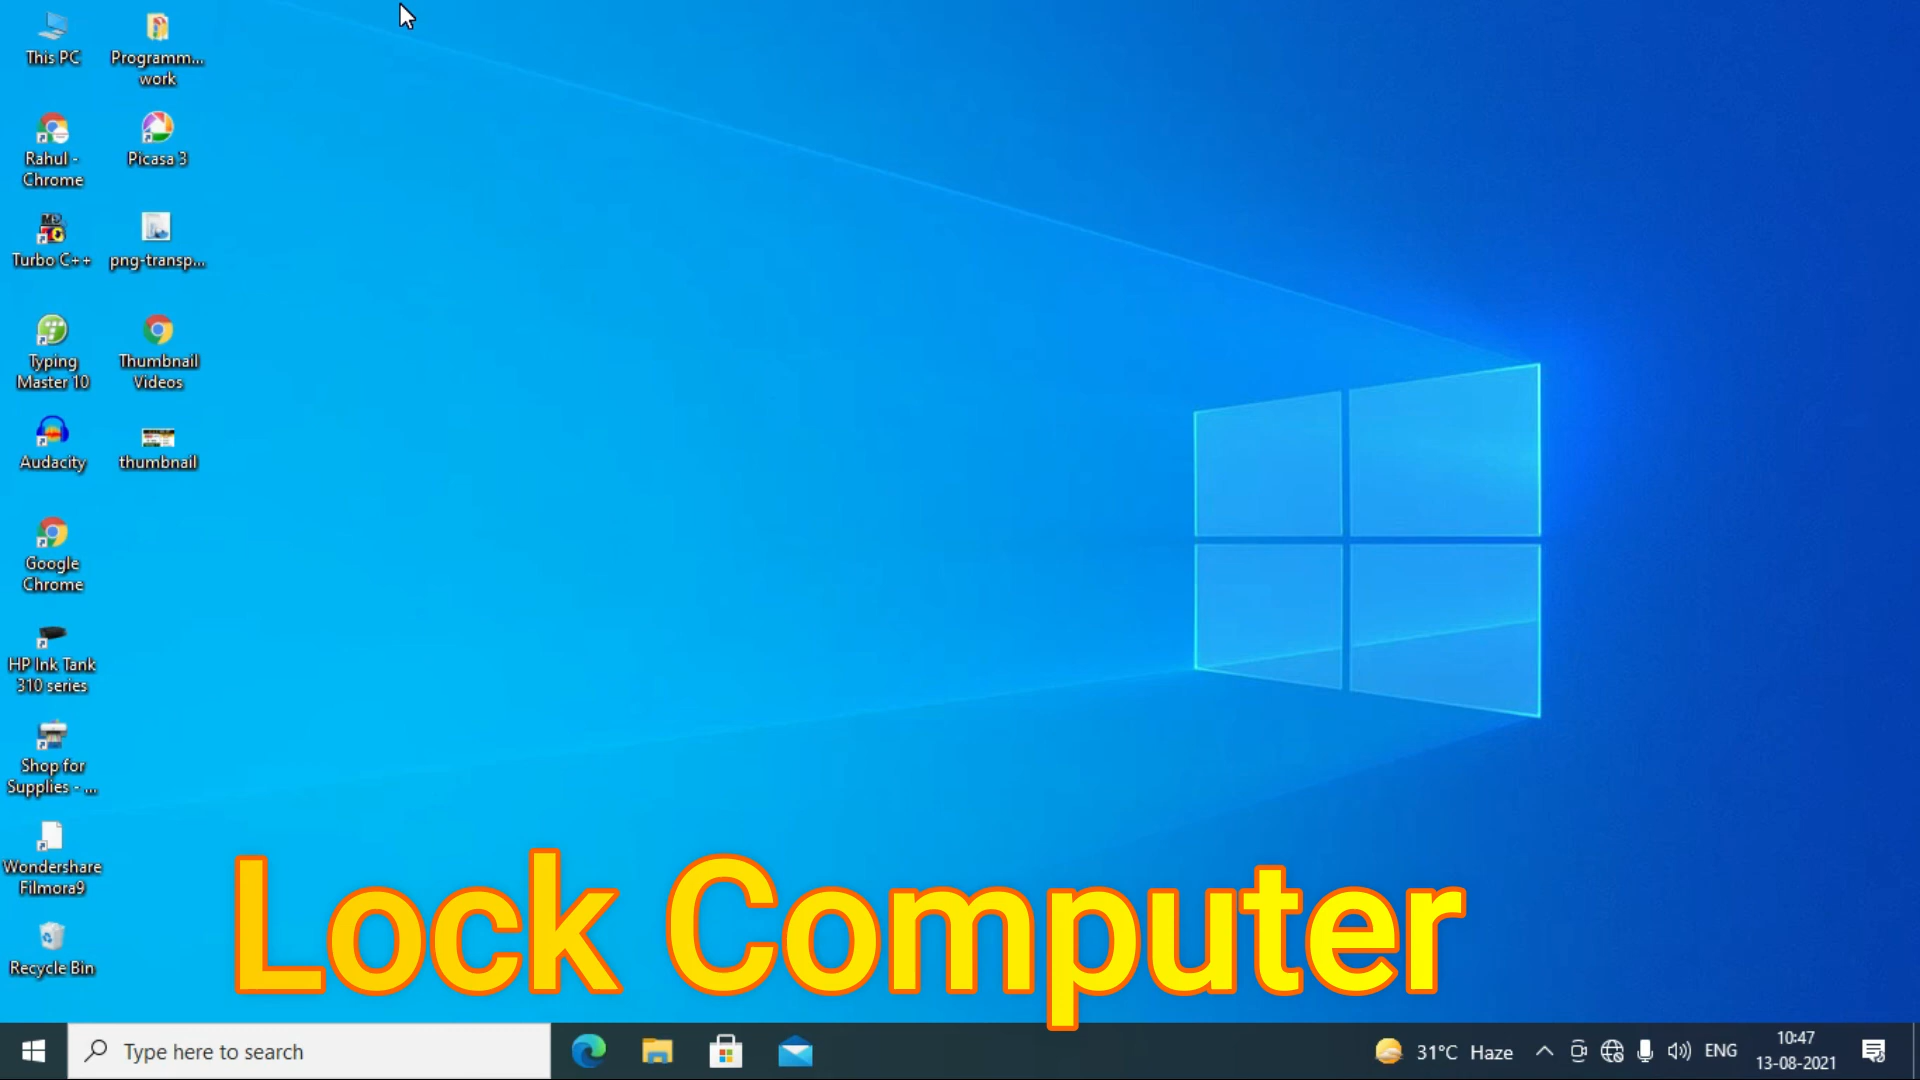 This PC
Programm...
work
Rahul -
Chrome
Picasa 3
Turbo C++
png-transp...
Typing
Master 10
Thumbnail
Videos
Audacity
thumbnail
Google
Chrome
HP Ink Tank
310 series
Shop for
Supplies - ...
Wondershare
Filmora9
Recycle Bin
Lock Computer
Type here to search
31°C Haze
ENG
10:47
13-08-2021